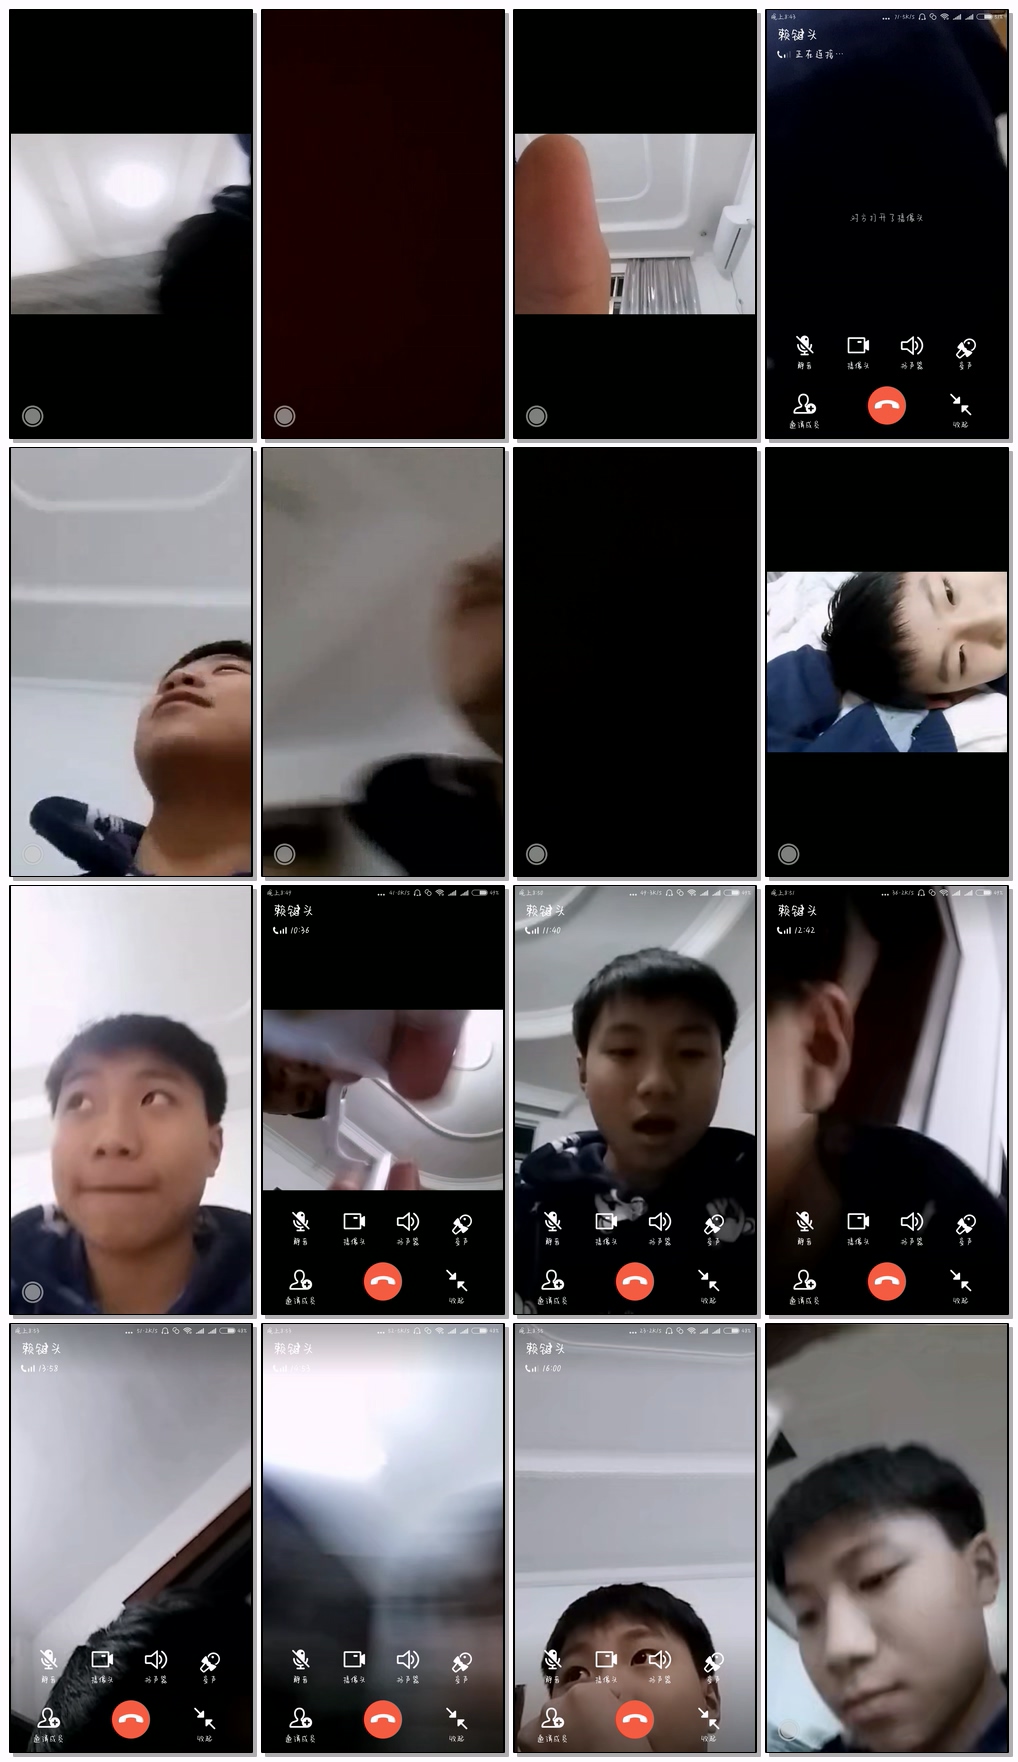 晚上8:44
... 71.5K/S
赖键头
正在连接...
对方打开了摄像头
静音 摄像头 扬声器 变声
邀请成员 收起
赖键头
10:36
静音 摄像头 扬声器 变声
邀请成员 收起
赖键头
11:40
静音 摄像头 扬声器 变声
邀请成员 收起
赖键头
12:42
静音 摄像头 扬声器 变声
邀请成员 收起
赖键头
13:58
静音 摄像头 扬声器 变声
邀请成员 收起
赖键头
静音 摄像头 扬声器 变声
邀请成员 收起
赖键头
16:00
静音 摄像头 扬声器 变声
邀请成员 收起